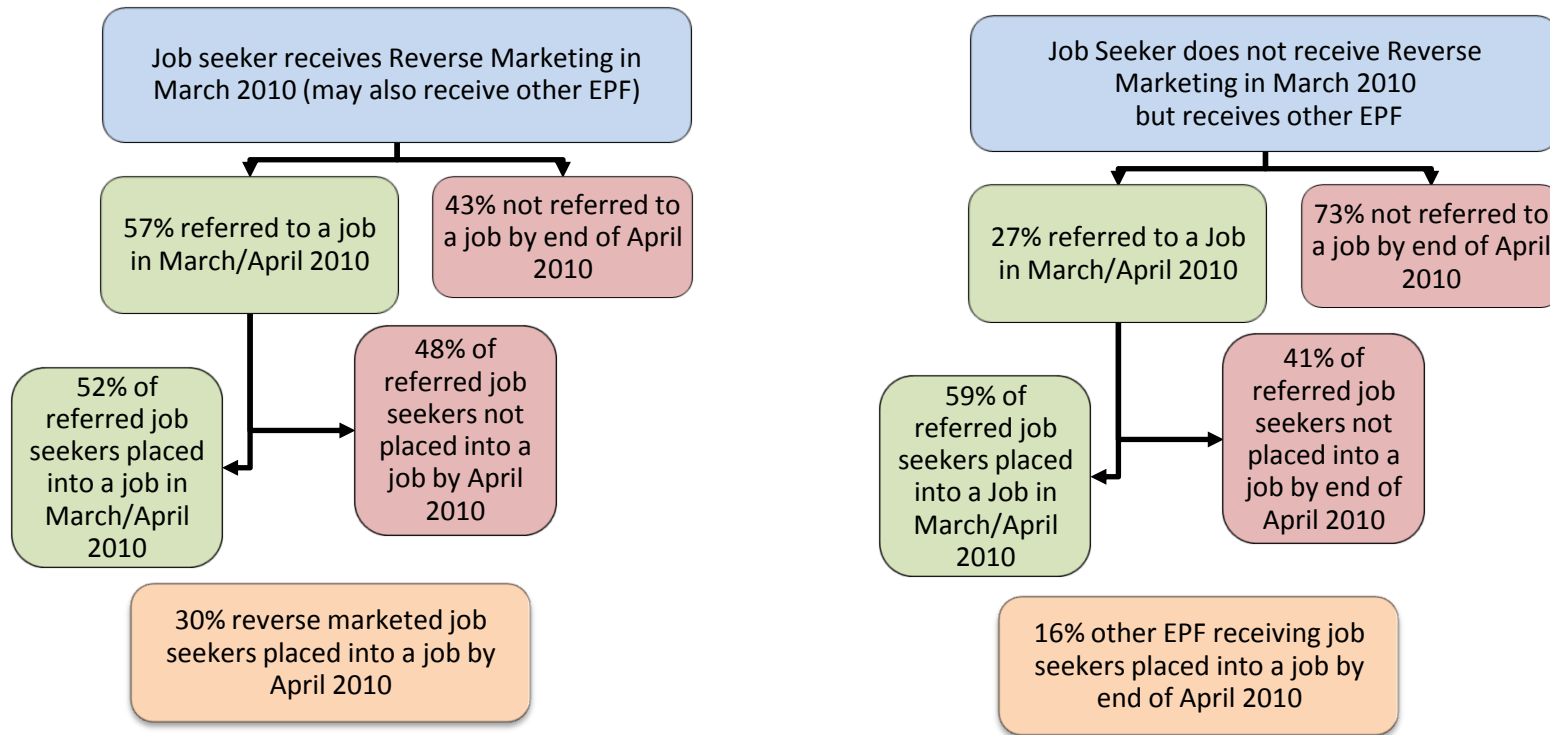 Job seeker receives Reverse Marketing in
March 2010 (may also receive other EPF)
57% referred to a job
in March/April 2010
43% not referred to
a job by end of April
2010
52% of
referred job
seekers placed
into a job in
March/April
2010
48% of
referred job
seekers not
placed into a
job by April
2010
30% reverse marketed job
seekers placed into a job by
April 2010
Job Seeker does not receive Reverse
Marketing in March 2010
but receives other EPF
27% referred to a Job
in March/April 2010
73% not referred to
a job by end of April
2010
59% of
referred job
seekers placed
into a Job in
March/April
2010
41% of
referred job
seekers not
placed into a
job by end of
April 2010
16% other EPF receiving job
seekers placed into a job by
end of April 2010